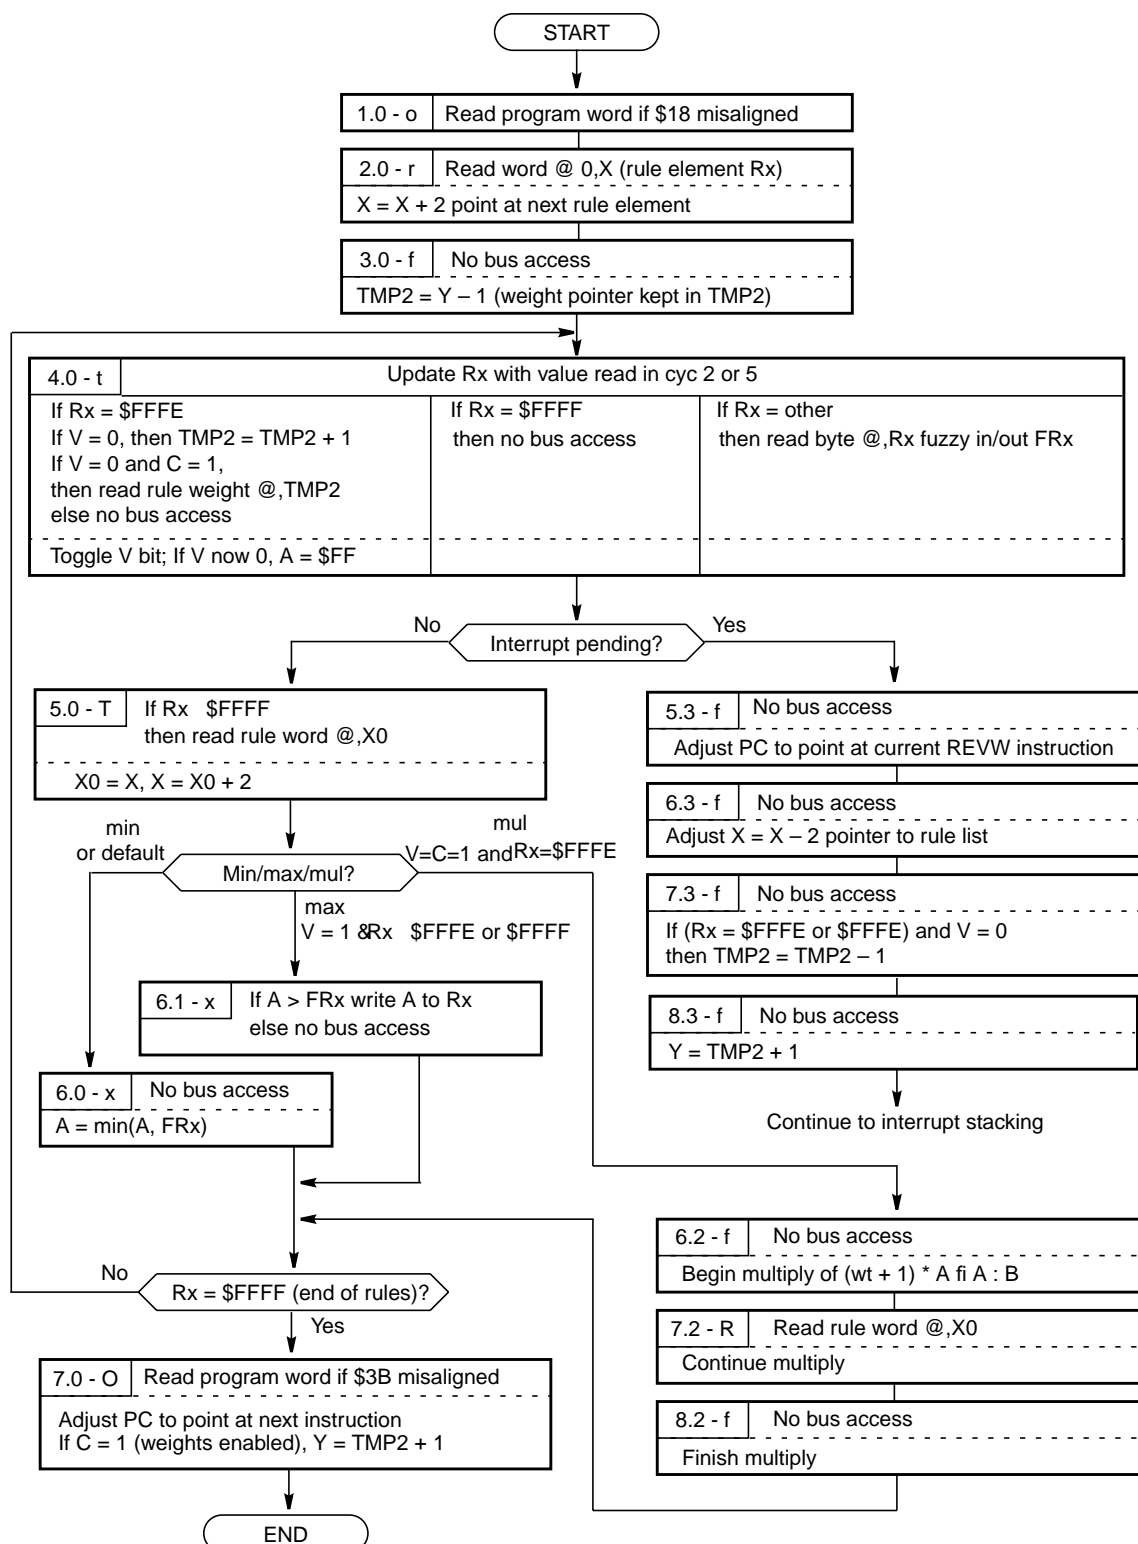 START
1.0 - o Read program word if $18 misaligned
2.0 - r Read word @ 0,X (rule element Rx)
X = X + 2 point at next rule element
3.0 - f No bus access
TMP2 = Y – 1 (weight pointer kept in TMP2)
4.0 - t Update Rx with value read in cyc 2 or 5
If Rx = $FFFE
If V = 0, then TMP2 = TMP2 + 1
If V = 0 and C = 1,
then read rule weight @,TMP2
else no bus access
Toggle V bit; If V now 0, A = $FF
If Rx = $FFFF
then no bus access
If Rx = other
then read byte @,Rx fuzzy in/out FRx
No
Interrupt pending?
Yes
5.0 - T If Rx $FFFF
then read rule word @,X0
X0 = X, X = X0 + 2
min
or default
Min/max/mul?
mul
V=C=1 and Rx=$FFFE
max
V = 1 &Rx $FFFE or $FFFF
6.1 - x If A > FRx write A to Rx
else no bus access
6.0 - x No bus access
A = min(A, FRx)
5.3 - f No bus access
Adjust PC to point at current REVW instruction
6.3 - f No bus access
Adjust X = X – 2 pointer to rule list
7.3 - f No bus access
If (Rx = $FFFE or $FFFE) and V = 0
then TMP2 = TMP2 – 1
8.3 - f No bus access
Y = TMP2 + 1
Continue to interrupt stacking
6.2 - f No bus access
Begin multiply of (wt + 1) * A fi A : B
7.2 - R Read rule word @,X0
Continue multiply
8.2 - f No bus access
Finish multiply
No
Rx = $FFFF (end of rules)?
Yes
7.0 - O Read program word if $3B misaligned
Adjust PC to point at next instruction
If C = 1 (weights enabled), Y = TMP2 + 1
END